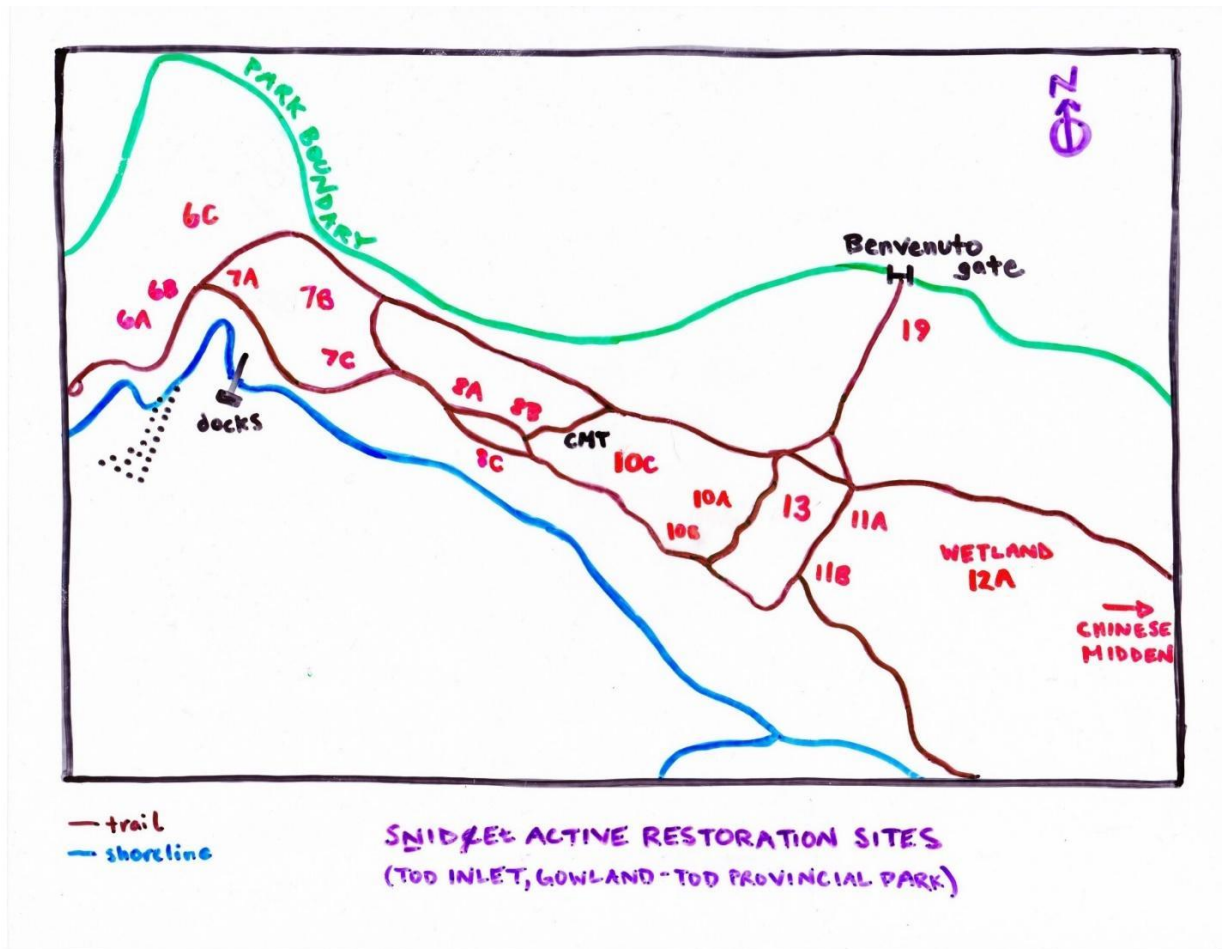 N
PARK BOUNDARY
6C
Benvenuto
gate
6B
7A
7B
6A
19
7C
8A
8B
docks
CMT
8C
10C
10A
13
11A
10B
WETLAND
12A
11B
CHINESE
MIDDEN
trail
shoreline
SṈIDȻEȽ ACTIVE RESTORATION SITES
(TOD INLET, GOWLAND-TOD PROVINCIAL PARK)